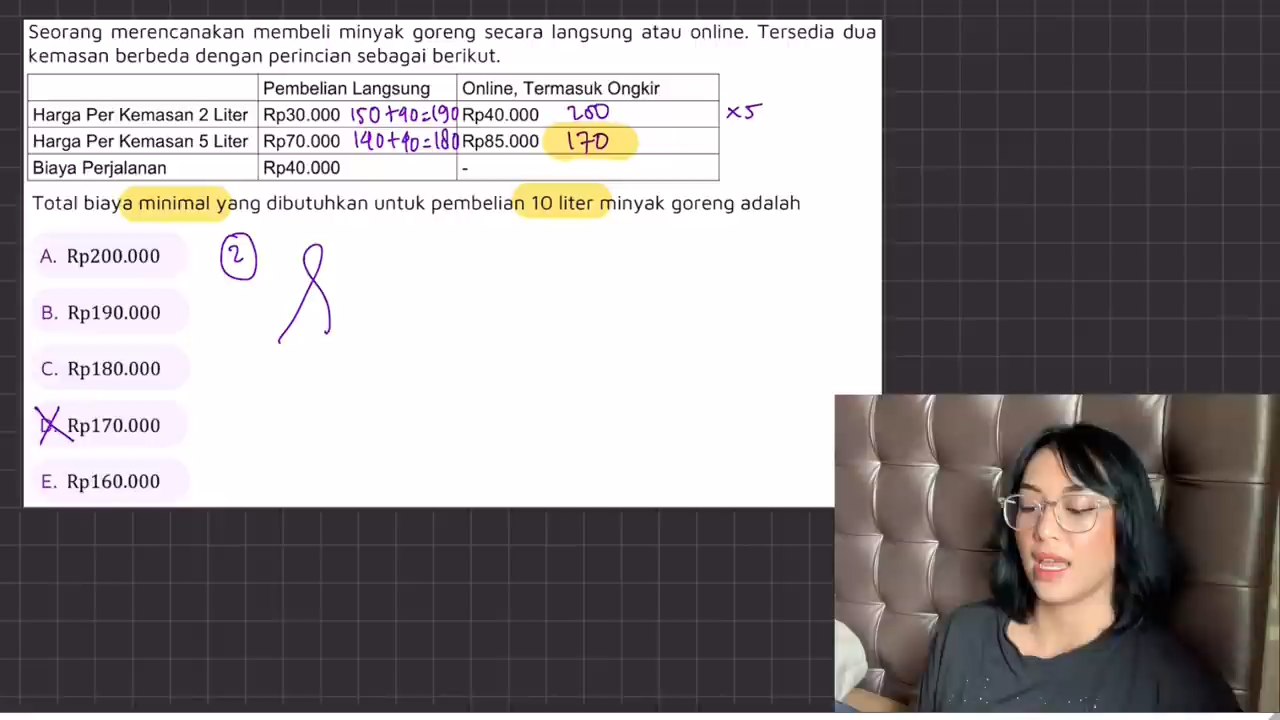 Seorang merencanakan membeli minyak goreng secara langsung atau online. Tersedia dua
kemasan berbeda dengan perincian sebagai berikut.
Pembelian Langsung Online, Termasuk Ongkir
Harga Per Kemasan 2 Liter Rp30.000 150+40=190 Rp40.000 200 x5
Harga Per Kemasan 5 Liter Rp70.000 140+40=180 Rp85.000 170
Biaya Perjalanan Rp40.000 -
Total biaya minimal yang dibutuhkan untuk pembelian 10 liter minyak goreng adalah
A. Rp200.000 2
B. Rp190.000
C. Rp180.000
D. Rp170.000
E. Rp160.000